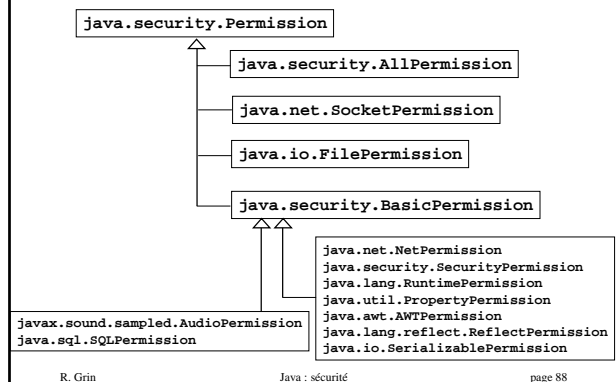 java.security.Permission
java.security.AllPermission
java.net.SocketPermission
java.io.FilePermission
java.security.BasicPermission
java.net.NetPermission
java.security.SecurityPermission
java.lang.RuntimePermission
java.util.PropertyPermission
java.awt.AWTPermission
java.lang.reflect.ReflectPermission
java.io.SerializablePermission
javax.sound.sampled.AudioPermission
java.sql.SQLPermission
R. Grin Java : sécurité page 88